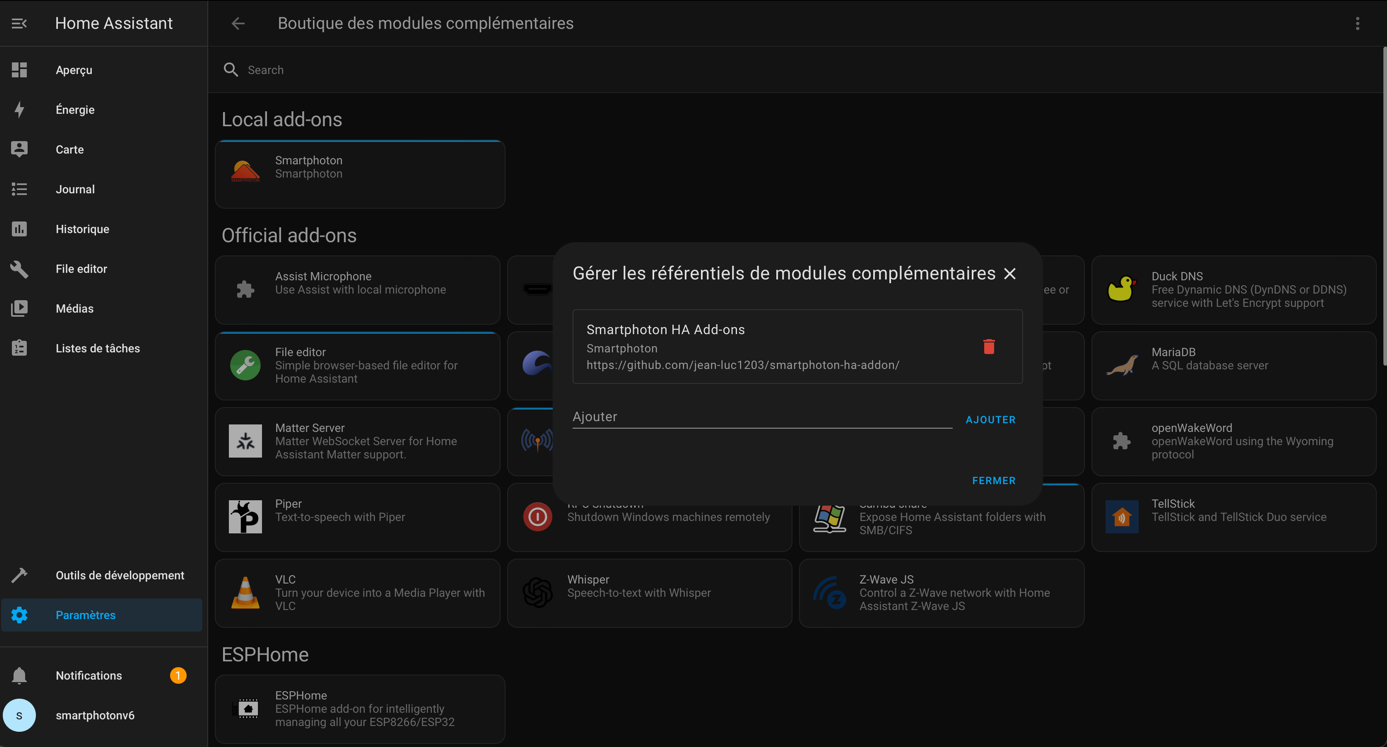 Home Assistant
Boutique des modules complémentaires
Search
Aperçu
Énergie
Carte
Journal
Historique
File editor
Médias
Listes de tâches
Outils de développement
Paramètres
Notifications
1
s
smartphotonv6
Local add-ons
Smartphoton
Smartphoton
Official add-ons
Assist Microphone
Use Assist with local microphone
ee or
Duck DNS
Free Dynamic DNS (DynDNS or DDNS)
service with Let's Encrypt support
File editor
Simple browser-based file editor for
Home Assistant
pt
MariaDB
A SQL database server
Matter Server
Matter WebSocket Server for Home
Assistant Matter support.
openWakeWord
openWakeWord using the Wyoming
protocol
Gérer les référentiels de modules complémentaires
Smartphoton HA Add-ons
Smartphoton
https://github.com/jean-luc1203/smartphoton-ha-addon/
Ajouter
AJOUTER
FERMER
Piper
Text-to-speech with Piper
Shutdown Windows machines remotely
Samba share
Expose Home Assistant folders with
SMB/CIFS
TellStick
TellStick and TellStick Duo service
VLC
Turn your device into a Media Player with
VLC
Whisper
Speech-to-text with Whisper
Z-Wave JS
Control a Z-Wave network with Home
Assistant Z-Wave JS
ESPHome
ESPHome
ESPHome add-on for intelligently
managing all your ESP8266/ESP32